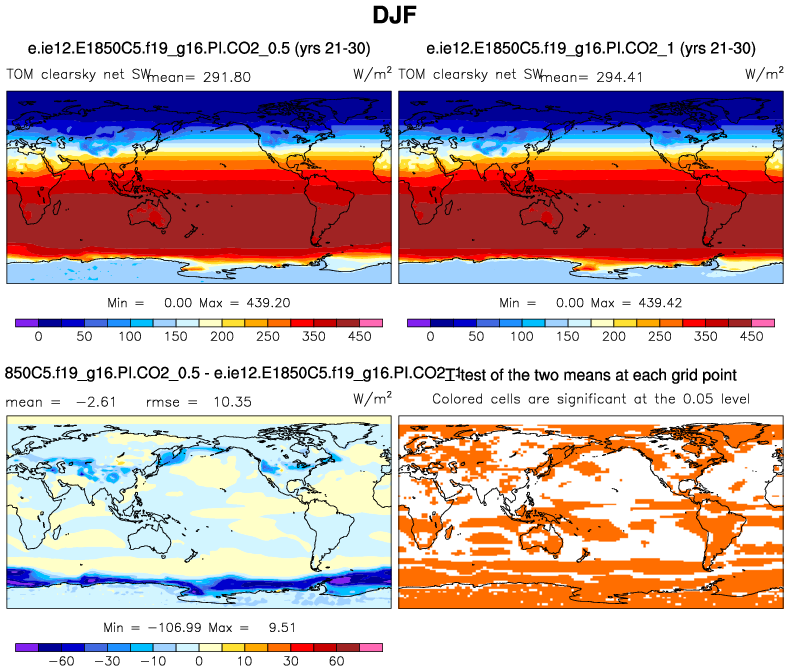 DJF
e.ie12.E1850C5.f19_g16.PI.CO2_0.5 (yrs 21-30)
TOM clearsky net SW mean= 291.80 W/m2
e.ie12.E1850C5.f19_g16.PI.CO2_1 (yrs 21-30)
TOM clearsky net SW mean= 294.41 W/m2
Min = 0.00 Max = 439.20
0 50 100 150 200 250 300 350 400 450
Min = 0.00 Max = 439.42
0 50 100 150 200 250 300 350 400 450
850C5.f19_g16.PI.CO2_0.5 - e.ie12.E1850C5.f19_g16.PI.CO2_1
mean = −2.61 rmse = 10.35 W/m2
T-test of the two means at each grid point
Colored cells are significant at the 0.05 level
Min = −106.99 Max = 9.51
−60 −30 −10 0 10 30 60